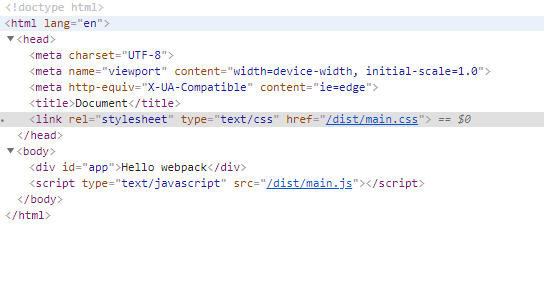 <!doctype html>
<html lang="en">
<head>
<meta charset="UTF-8">
<meta name="viewport" content="width=device-width, initial-scale=1.0">
<meta http-equiv="X-UA-Compatible" content="ie=edge">
<title>Document</title>
<link rel="stylesheet" type="text/css" href="/dist/main.css"> == $0
</head>
<body>
<div id="app">Hello webpack</div>
<script type="text/javascript" src="/dist/main.js"></script>
</body>
</html>